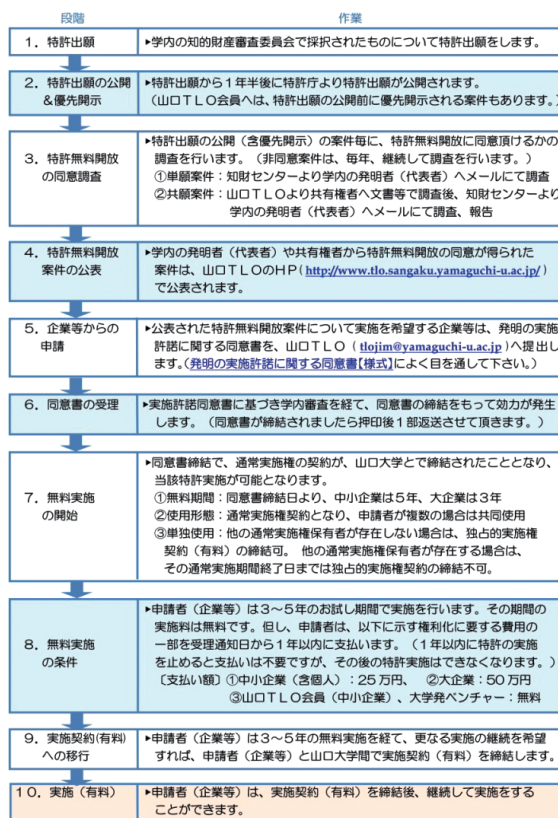 段階
作業
1．特許出願
▶学内の知的財産審査委員会で採択されたものについて特許出願をします。
2．特許出願の公開
＆優先開示
▶特許出願から1年半後に特許庁より特許出願が公開されます。
(山口ＴＬＯ会員へは、特許出願の公開前に優先開示される案件もあります。)
3．特許無料開放
の同意調査
▶特許出願の公開（含優先開示）の案件毎に、特許無料開放に同意頂けるかの
調査を行います。（非同意案件は、毎年、継続して調査を行います。）
①単願案件：知財センターより学内の発明者（代表者）へメールにて調査
②共願案件：山口ＴＬＯより共有権者へ文書等で調査後、知財センターより
学内の発明者（代表者）へメールにて調査、報告
4．特許無料開放
案件の公表
▶学内の発明者（代表者）や共有権者から特許無料開放の同意が得られた
案件は、山口ＴＬＯのＨＰ(http://www.tlo.sangaku.yamaguchi-u.ac.jp/)
で公表されます。
5．企業等からの
申請
▶公表された特許無料開放案件について実施を希望する企業等は、発明の実施
許諾に関する同意書を、山口ＴＬＯ（tlojim@yamaguchi-u.ac.jp）へ提出し
ます。(発明の実施許諾に関する同意書【様式】によく目を通して下さい。)
6．同意書の受理
▶実施許諾同意書に基づき学内審査を経て、同意書の締結をもって効力が発生
します。（同意書が締結されましたら押印後1部返送させて頂きます。）
7．無料実施
の開始
▶同意書締結で、通常実施権の契約が、山口大学とで締結されたこととなり、
当該特許実施が可能となります。
①無料期間：同意書締結日より、中小企業は5年、大企業は3年
②使用形態：通常実施権契約となり、申請者が複数の場合は共同使用
③単独使用：他の通常実施権保有者が存在しない場合は、独占的実施権
契約（有料）の締結可。 他の通常実施権保有者が存在する場合は、
その通常実施期間終了日までは独占的実施権契約の締結不可。
8．無料実施
の条件
▶申請者（企業等）は3～5年のお試し期間で実施を行います。その期間の
実施料は無料です。但し、申請者は、以下に示す権利化に要する費用の
一部を受理通知日から1年以内に支払います。（1年以内に特許の実施
を止めると支払いは不要ですが、その後の特許実施はできなくなります。）
〔支払い額〕①中小企業（含個人）：25万円、 ②大企業：50万円
③山口ＴＬＯ会員（中小企業）、大学発ベンチャー：無料
9．実施契約(有料)
への移行
▶申請者（企業等）は3～5年の無料実施を経て、更なる実施の継続を希望
すれば、申請者（企業等）と山口大学間で実施契約（有料）を締結します。
10．実施（有料）
▶申請者（企業等）は、実施契約（有料）を締結後、継続して実施をする
ことができます。